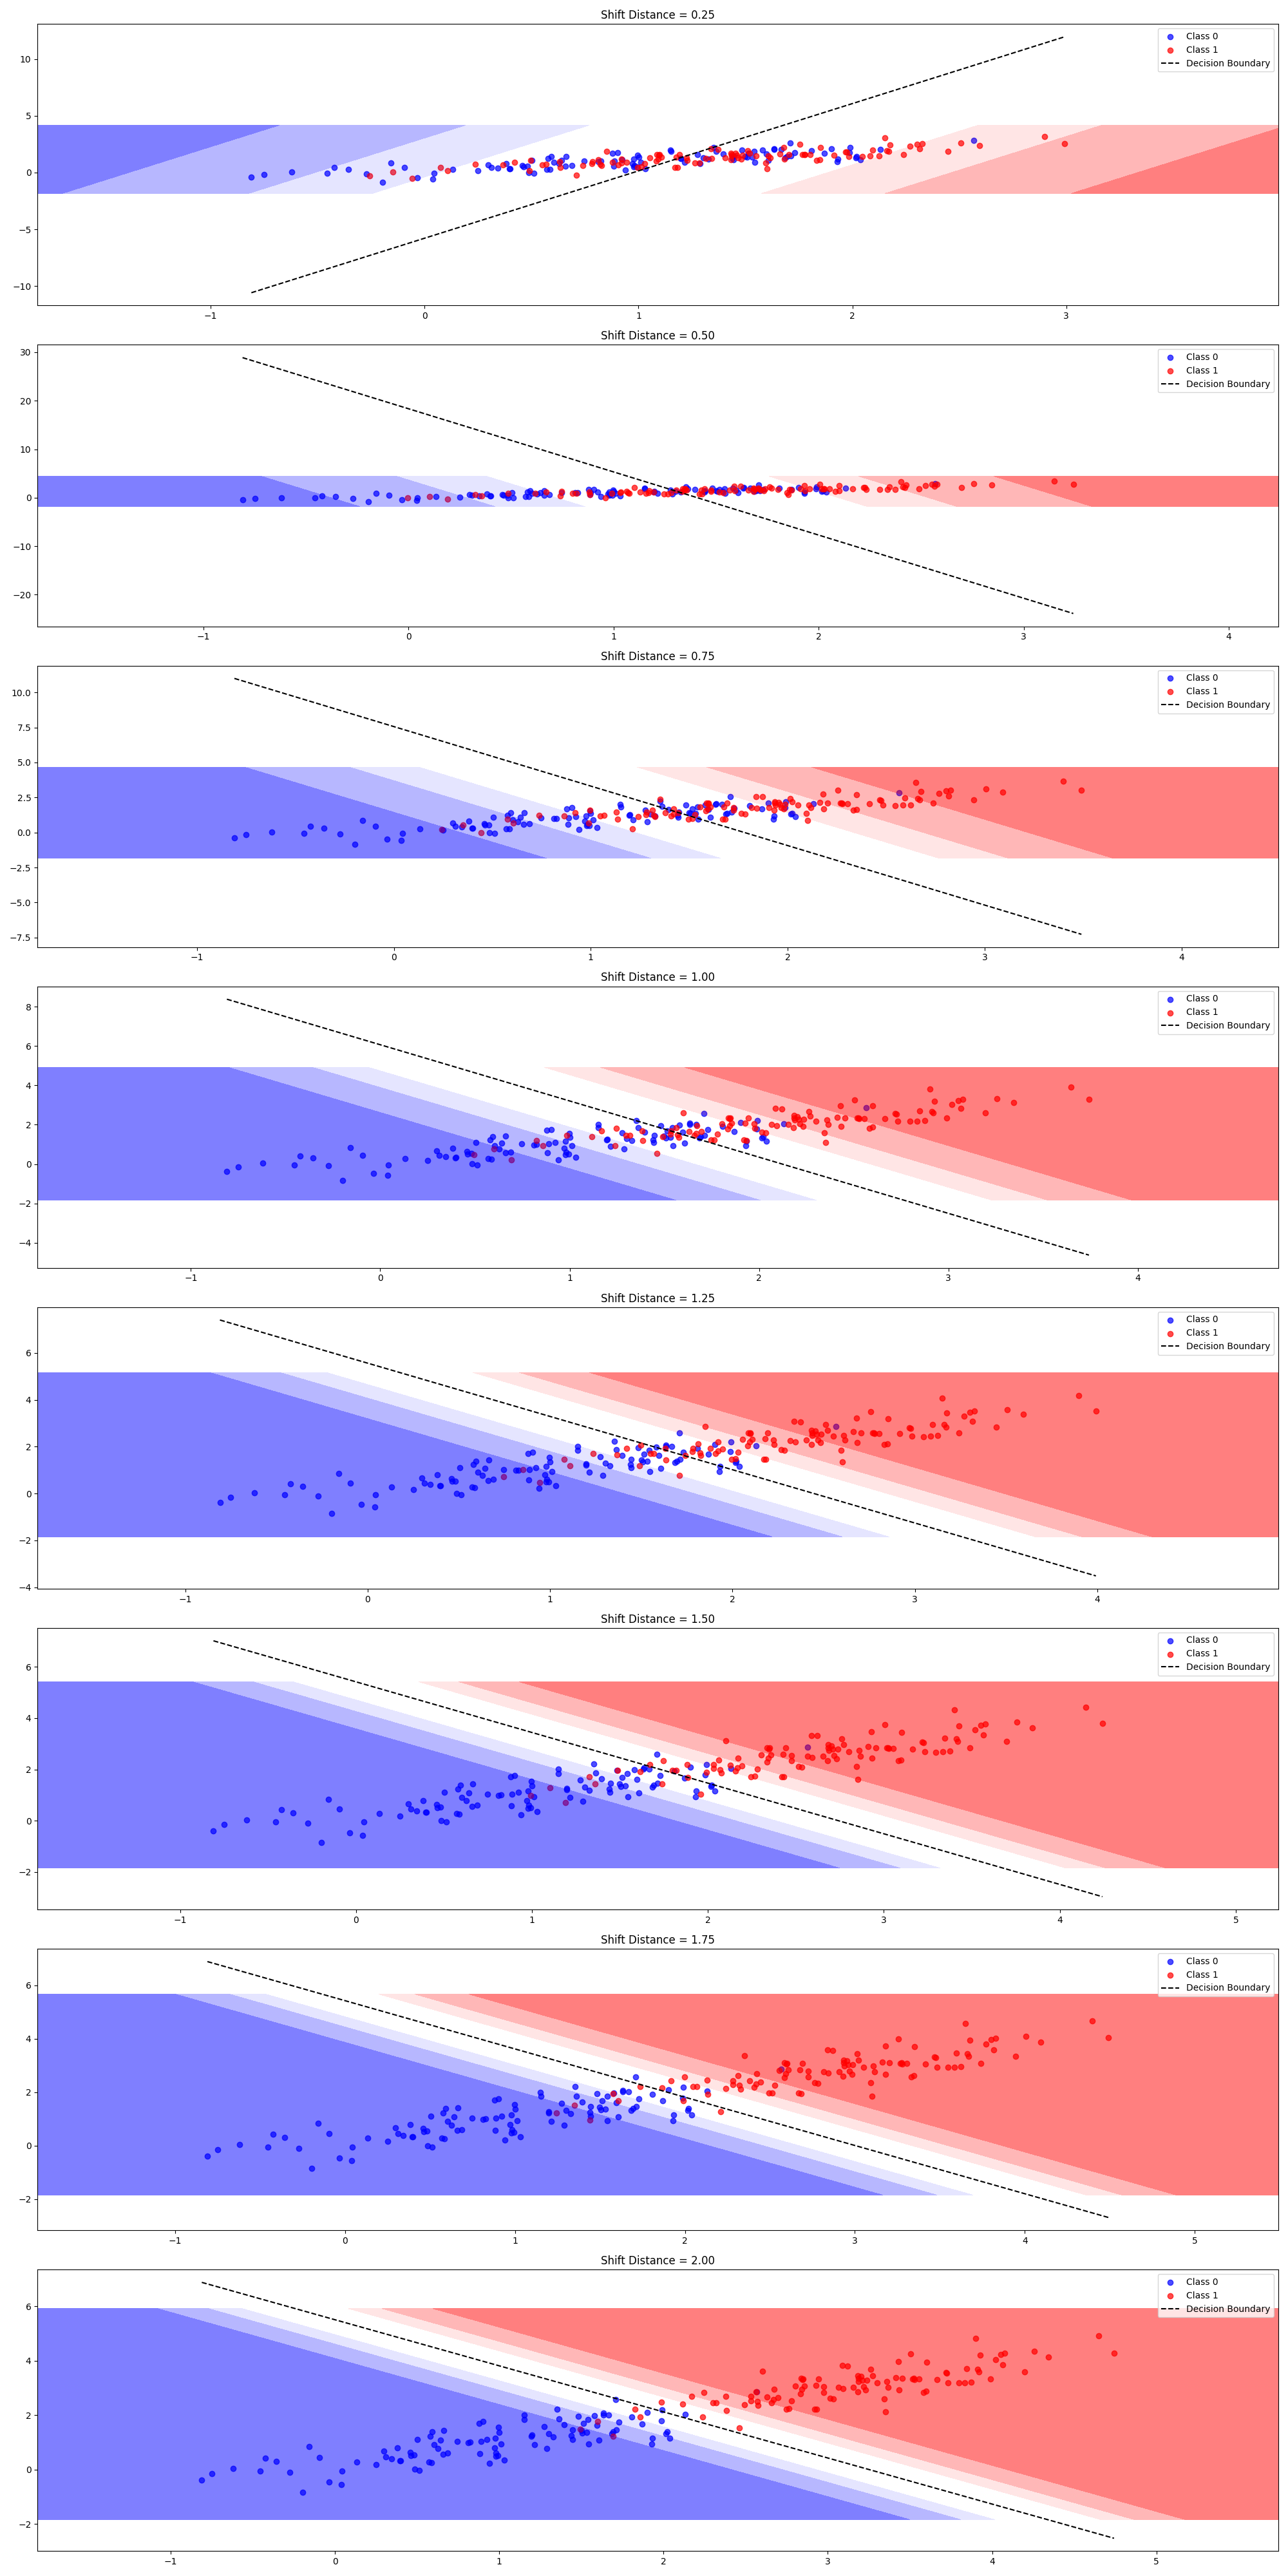 Shift Distance = 0.25
Class 0
Class 1
Decision Boundary
10
5
0
−5
−10
−1 0 1 2 3
Shift Distance = 0.50
Class 0
Class 1
Decision Boundary
30
20
10
0
−10
−20
−1 0 1 2 3 4
Shift Distance = 0.75
Class 0
Class 1
Decision Boundary
10.0
7.5
5.0
2.5
0.0
−2.5
−5.0
−7.5
−1 0 1 2 3 4
Shift Distance = 1.00
Class 0
Class 1
Decision Boundary
8
6
4
2
0
−2
−4
−1 0 1 2 3 4
Shift Distance = 1.25
Class 0
Class 1
Decision Boundary
6
4
2
0
−2
−4
−1 0 1 2 3 4
Shift Distance = 1.50
Class 0
Class 1
Decision Boundary
6
4
2
0
−2
−1 0 1 2 3 4 5
Shift Distance = 1.75
Class 0
Class 1
Decision Boundary
6
4
2
0
−2
−1 0 1 2 3 4 5
Shift Distance = 2.00
Class 0
Class 1
Decision Boundary
6
4
2
0
−2
−1 0 1 2 3 4 5